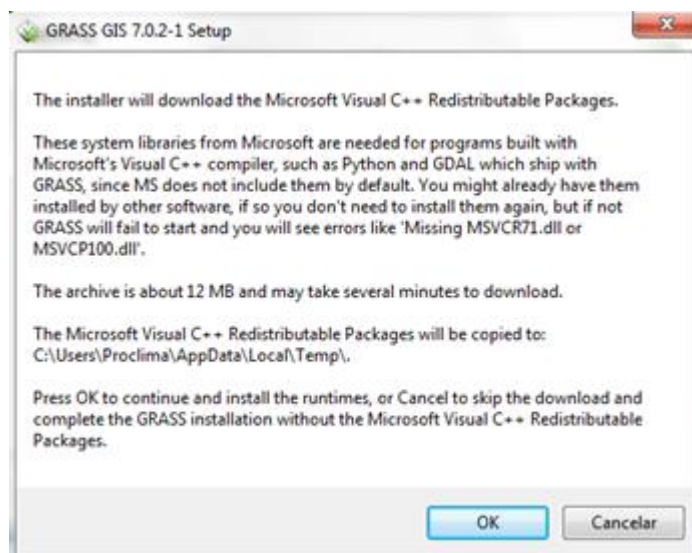 GRASS GIS 7.0.2-1 Setup
The installer will download the Microsoft Visual C++ Redistributable Packages.
These system libraries from Microsoft are needed for programs built with
Microsoft's Visual C++ compiler, such as Python and GDAL which ship with
GRASS, since MS does not include them by default. You might already have them
installed by other software, if so you don't need to install them again, but if not
GRASS will fail to start and you will see errors like 'Missing MSVCR71.dll or
MSVCP100.dll'.
The archive is about 12 MB and may take several minutes to download.
The Microsoft Visual C++ Redistributable Packages will be copied to:
C:\Users\Proclima\AppData\Local\Temp\.
Press OK to continue and install the runtimes, or Cancel to skip the download and
complete the GRASS installation without the Microsoft Visual C++ Redistributable
Packages.
OK
Cancelar